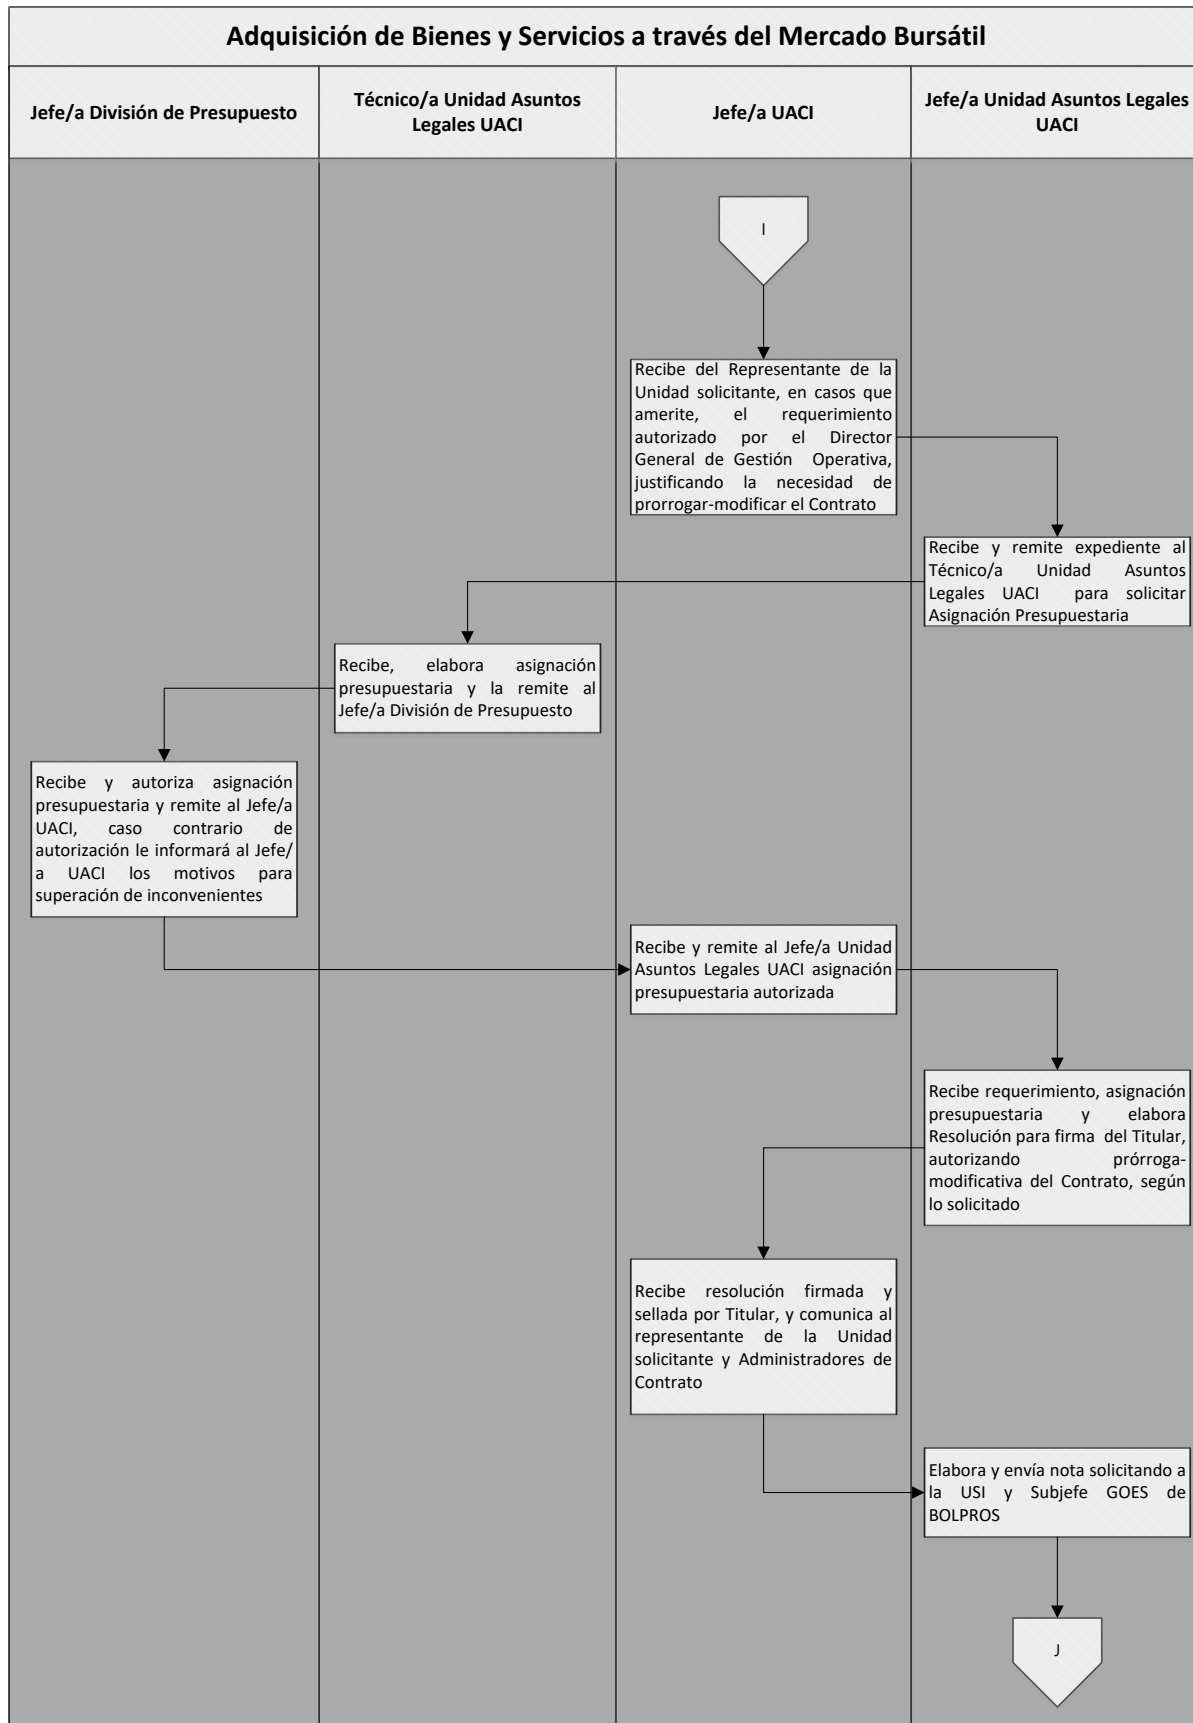 Adquisición de Bienes y Servicios a través del Mercado Bursátil
Jefe/a División de Presupuesto
Técnico/a Unidad Asuntos
Legales UACI
Jefe/a UACI
Jefe/a Unidad Asuntos Legales
UACI
I
Recibe del Representante de la
Unidad solicitante, en casos que
amerite, el requerimiento
autorizado por el Director
General de Gestión Operativa,
justificando la necesidad de
prorrogar-modificar el Contrato
Recibe y remite expediente al
Técnico/a Unidad Asuntos
Legales UACI para solicitar
Asignación Presupuestaria
Recibe, elabora asignación
presupuestaria y la remite al
Jefe/a División de Presupuesto
Recibe y autoriza asignación
presupuestaria y remite al Jefe/a
UACI, caso contrario de
autorización le informará al Jefe/
a UACI los motivos para
superación de inconvenientes
Recibe y remite al Jefe/a Unidad
Asuntos Legales UACI asignación
presupuestaria autorizada
Recibe requerimiento, asignación
presupuestaria y elabora
Resolución para firma del Titular,
autorizando prórroga-
modificativa del Contrato, según
lo solicitado
Recibe resolución firmada y
sellada por Titular, y comunica al
representante de la Unidad
solicitante y Administradores de
Contrato
Elabora y envía nota solicitando a
la USI y Subjefe GOES de
BOLPROS
J